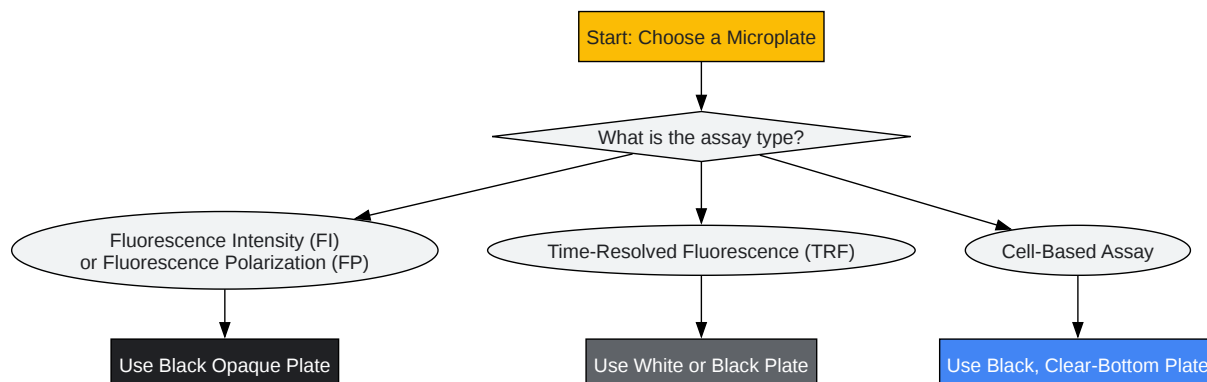 Start: Choose a Microplate
What is the assay type?
Fluorescence Intensity (FI)
or Fluorescence Polarization (FP)
Time-Resolved Fluorescence (TRF)
Cell-Based Assay
Use Black Opaque Plate
Use White or Black Plate
Use Black, Clear-Bottom Plate